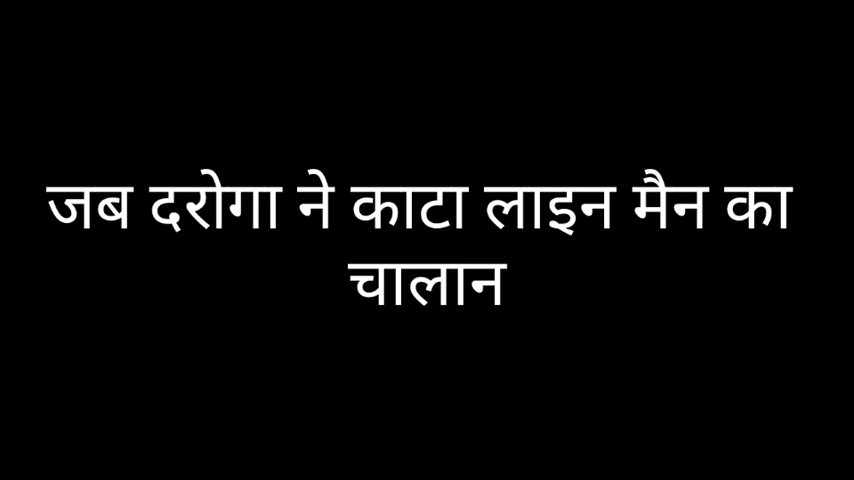 जब दरोगा ने काटा लाइन मैन का
चालान